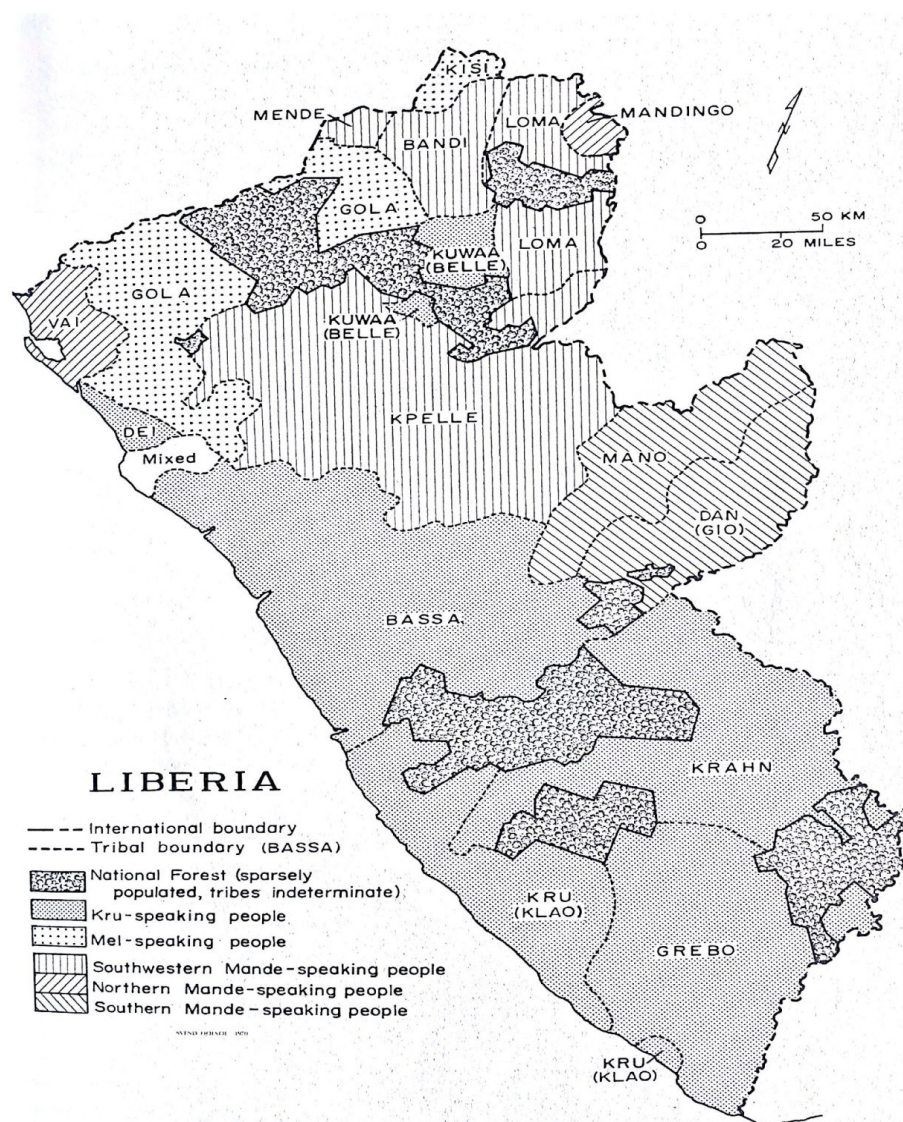 KISI
MENDE
LOMA
MANDINGO
BANDI
GOLA
N
0 50 KM
0 20 MILES
KUWAA
(BELLE)
LOMA
GOLA
VAI
KUWAA
(BELLE)
KPELLE
DEI
Mixed
MANO
DAN
(GIO)
BASSA
KRAHN
KRU
(KLAO)
GREBO
KRU
(KLAO)
LIBERIA
International boundary
Tribal boundary (BASSA)
National Forest (sparsely
populated, tribes indeterminate)
Kru-speaking people
Mel-speaking people
Southwestern Mande-speaking people
Northern Mande-speaking people
Southern Mande-speaking people
1970